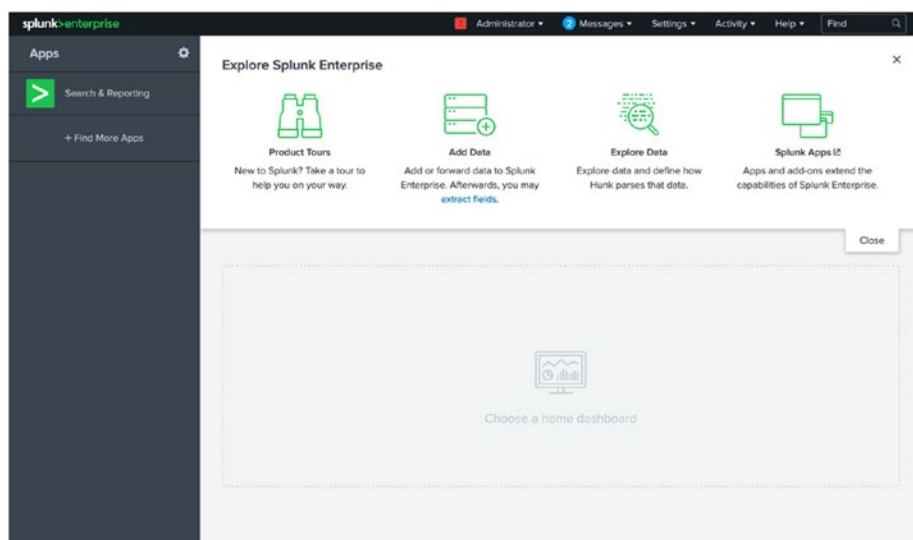 splunk>enterprise
! Administrator ▾ 2 Messages ▾ Settings ▾ Activity ▾ Help ▾ Find
Apps
Search & Reporting
+ Find More Apps
Explore Splunk Enterprise
Product Tours
New to Splunk? Take a tour to
help you on your way.
Add Data
Add or forward data to Splunk
Enterprise. Afterwards, you may
extract fields.
Explore Data
Explore data and define how
Hunk parses that data.
Splunk Apps
Apps and add-ons extend the
capabilities of Splunk Enterprise.
Close
Choose a home dashboard